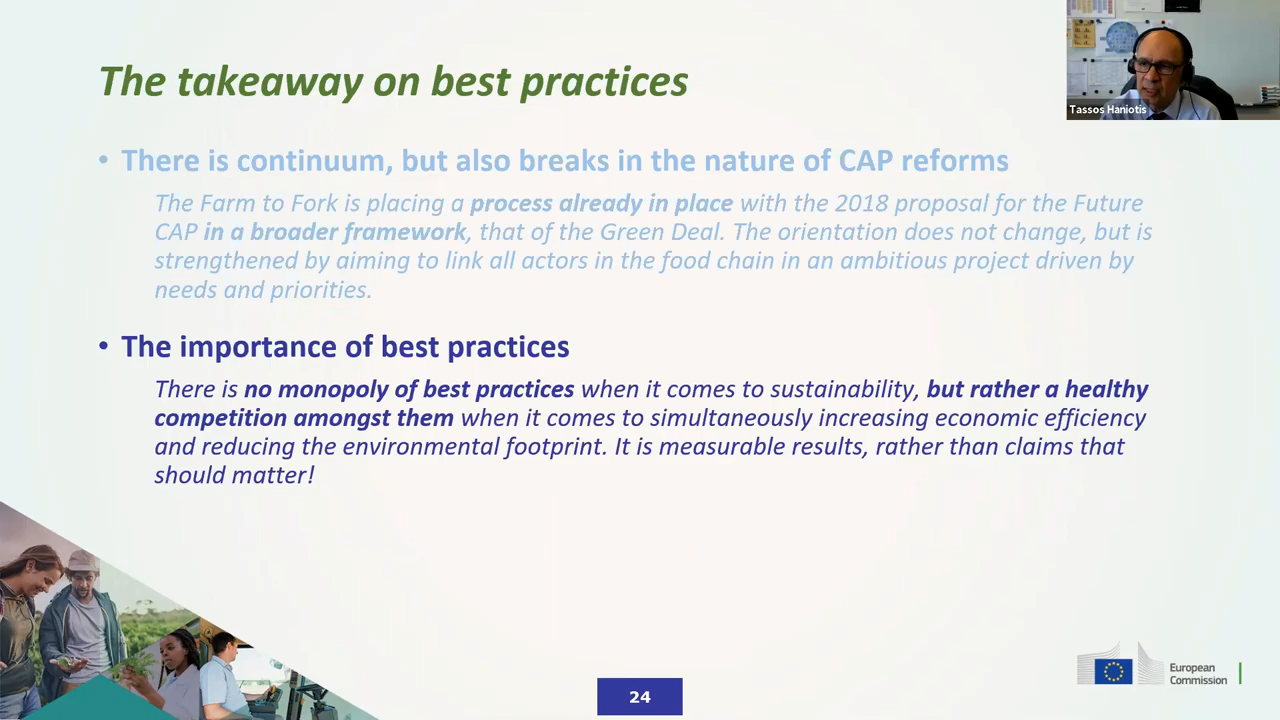 The takeaway on best practices
Tassos Haniotis
• There is continuum, but also breaks in the nature of CAP reforms
The Farm to Fork is placing a process already in place with the 2018 proposal for the Future
CAP in a broader framework, that of the Green Deal. The orientation does not change, but is
strengthened by aiming to link all actors in the food chain in an ambitious project driven by
needs and priorities.
• The importance of best practices
There is no monopoly of best practices when it comes to sustainability, but rather a healthy
competition amongst them when it comes to simultaneously increasing economic efficiency
and reducing the environmental footprint. It is measurable results, rather than claims that
should matter!
24
European
Commission